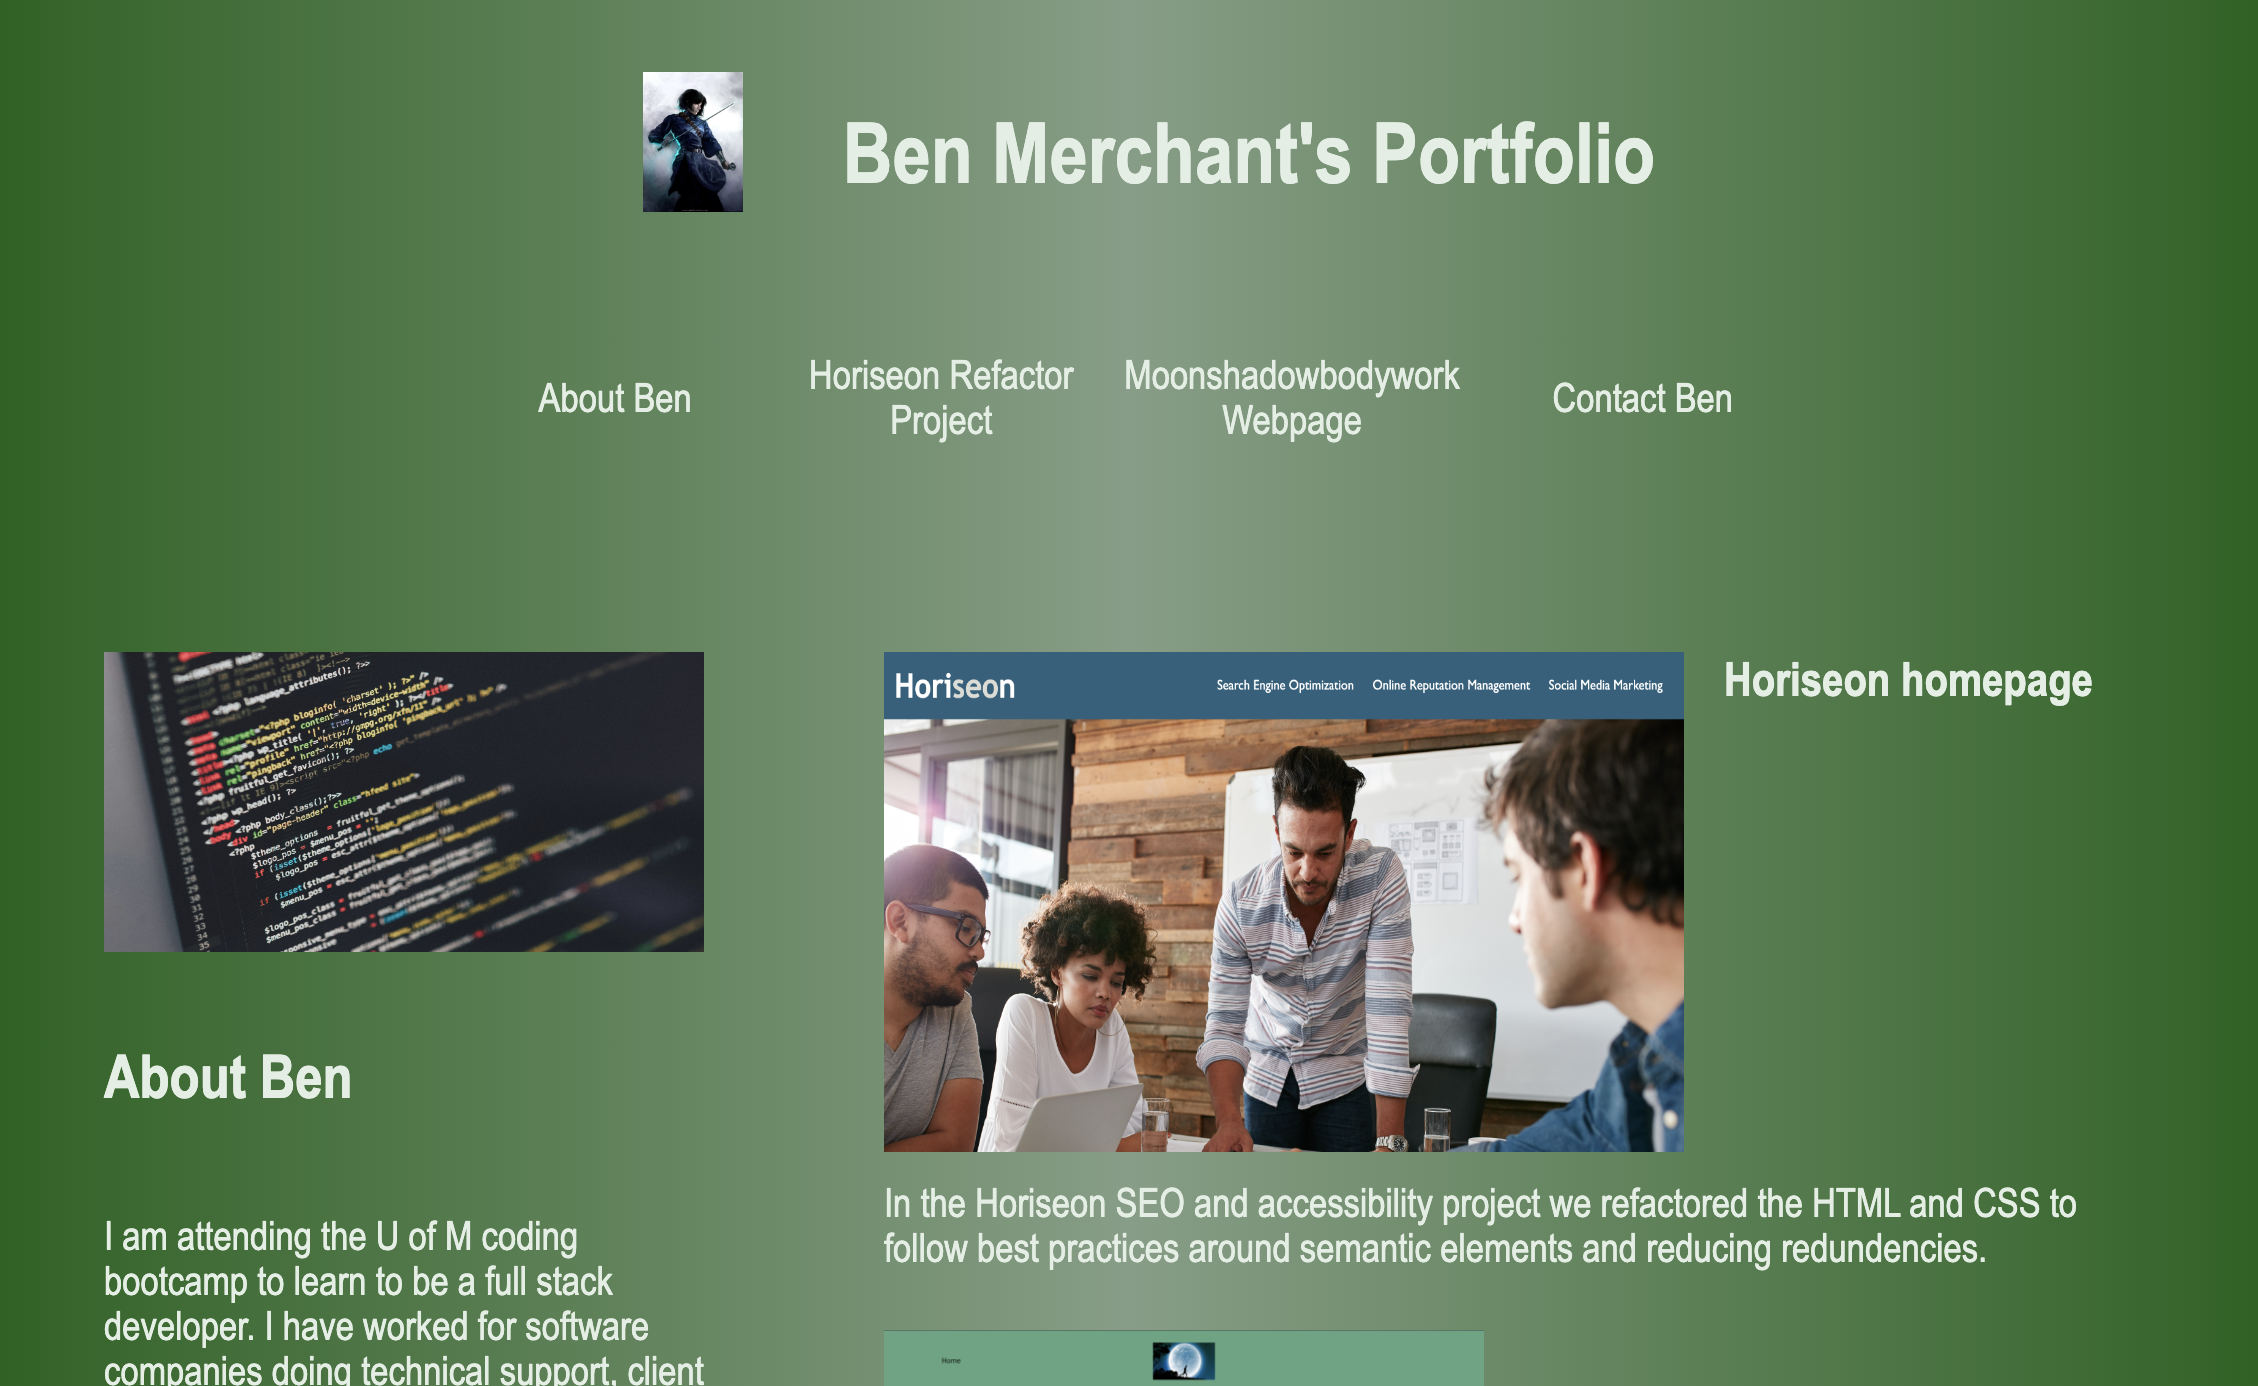 Ben Merchant's Portfolio
About Ben
Horiseon Refactor
Project
Moonshadowbodywork
Webpage
Contact Ben
Horiseon
Search Engine Optimization
Online Reputation Management
Social Media Marketing
Horiseon homepage
About Ben
I am attending the U of M coding
bootcamp to learn to be a full stack
developer. I have worked for software
companies doing technical support, client
In the Horiseon SEO and accessibility project we refactored the HTML and CSS to
follow best practices around semantic elements and reducing redundencies.
Home